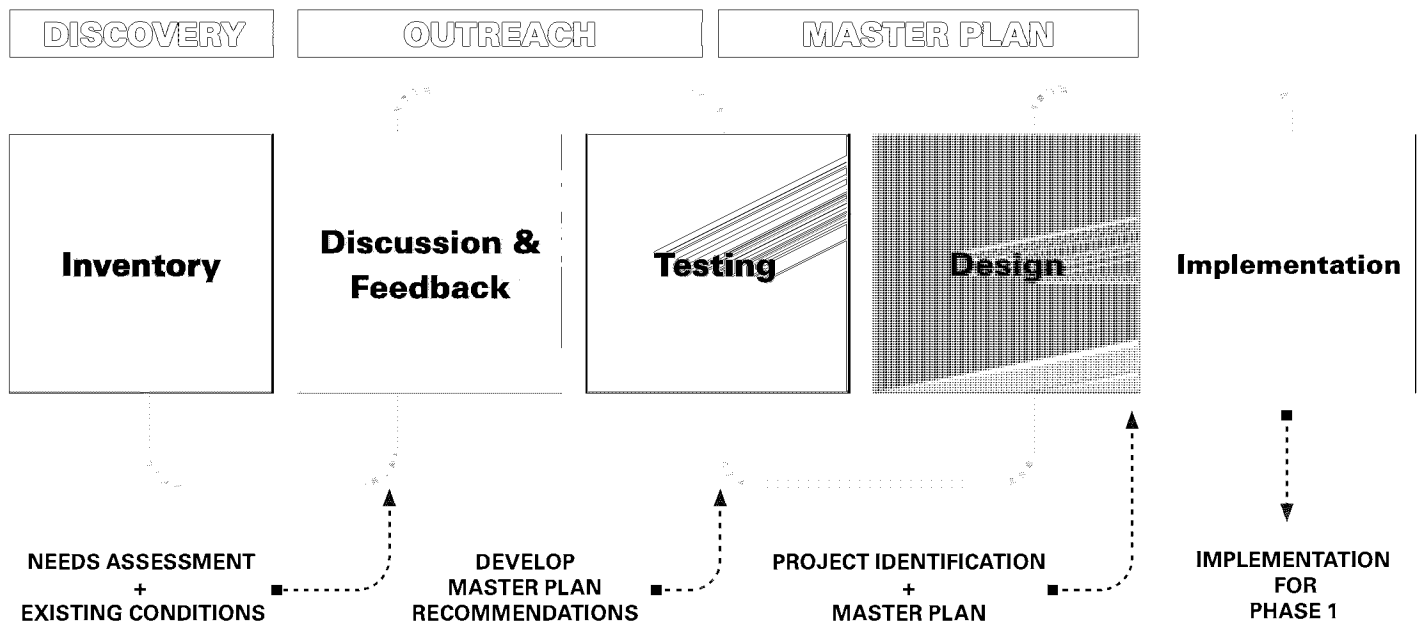 DISCOVERY
OUTREACH
MASTER PLAN
Inventory
Discussion &
Feedback
Testing
Design
Implementation
NEEDS ASSESSMENT
+
EXISTING CONDITIONS
DEVELOP
MASTER PLAN
RECOMMENDATIONS
PROJECT IDENTIFICATION
+
MASTER PLAN
IMPLEMENTATION
FOR
PHASE 1